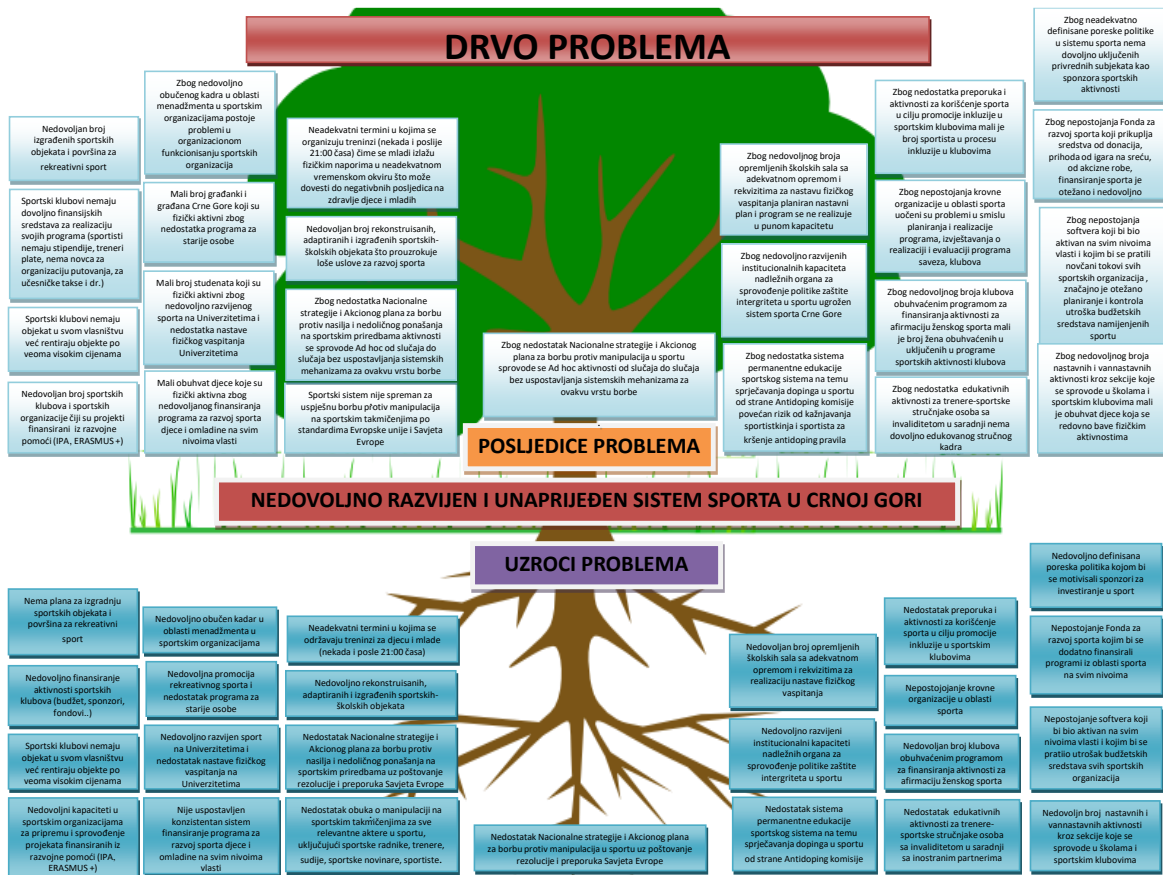 DRVO PROBLEMA
Nedovoljan broj
izgrađenih sportskih
objekata i površina za
rekreativni sport
Sportski klubovi nemaju
dovoljno finansijskih
sredstava za realizaciju
svojih programa (sportisti
nemaju stipendije, treneri
plate, nema novca za
organizaciju putovanja, za
učesničke takse i dr.)
Sportski klubovi nemaju
objekat u svom vlasništvu
već rentiraju objekte po
veoma visokim cijenama
Nedovoljan broj sportskih
klubova i sportskih
organizacije čiji su projekti
finansirani iz razvojne
pomoći (IPA, ERASMUS +)
Zbog nedovoljno
obučenog kadra u oblasti
menadžmenta u sportskim
organizacijama postoje
problemi u
organizacionom
funkcionisanju sportskih
organizacija
Mali broj građanki i
građana Crne Gore koji su
fizički aktivni zbog
nedostatka programa za
starije osobe
Mali broj studenata koji su
fizički aktivni zbog
nedovoljno razvijenog
sporta na Univerzitetima i
nedostatka nastave
fizičkog vaspitanja
Univerzitetima
Mali obuhvat djece koje su
fizički aktivna zbog
nedovoljanog finansiranja
programa za razvoj sporta
djece i omladine na svim
nivoima vlasti
Neadekvatni termini u kojima se
organizuju treninzi (nekada i poslije
21:00 časa) čime se mladi izlažu
fizičkim naporima u neadekvatnom
vremenskom okviru što može
dovesti do negativbnih posljedica na
zdravlje djece i mladih
Nedovoljan broj rekonstruisanih,
adaptiranih i izgrađenih sportskih-
školskih objekata što pruzrokuje
loše uslove za razvoj sporta
Zbog nedostatka Nacionalne
strategije i Akcionog plana za borbu
protiv nasilja i nedoličnog ponašanja
na sportskim priredbama aktivnosti
se sprovode Ad hoc od slučaja do
slučaja bez uspostavljanja sistemskih
mehanizama za ovakvu vrstu borbe
Sportski sistem nije spreman za
uspješnu borbu protiv manipulacija
na sportskim takmičenjima po
standardima Evropske unije i Savjeta
Evrope
Zbog nedostatak Nacionalne strategije i Akcionog
plana za borbu protiv manipulacija u sportu
sprovode se Ad hoc aktivnosti od slučaja do slučaja
bez uspostavljanja sistemskih mehanizama za
ovakvu vrstu borbe
Zbog nedovoljnog broja
opremljenih školskih sala sa
adekvatnom opremom i
rekvizitima za nastavu fizičkog
vaspitanja planiran nastavni
plan i program se ne realizuje
u punom kapacitetu
Zbog nedovoljno razvijenih
institucionalnih kapaciteta
nadležnih organa za
sprovođenje politike zaštite
intergriteta u sportu ugrožen
sistem sporta Crne Gore
Zbog nedostatka sistema
permanentne edukacije
sportskog sistema na temu
sprječavanja dopinga u sportu
od strane Antidoping komisije
povećan rizik od kažnjavanja
sportistkinja i sportista za
kršenje antidoping pravila
Zbog nedostatka preporuka i
aktivnosti za korišćenje sporta
u cilju promocije inkluzije u
sportskim klubovima mali je
broj sportista u procesu
inkluzije u klubovima
Zbog nepostojanja krovne
organizacije u oblasti sporta
uočeni su problemi u smislu
planiranja i realizacije
programa, izvještavanja o
realizaciji i evaluaciji programa
saveza, klubova
Zbog nedovoljnog broja klubova
obuhvaćenim programom za
finansiranja aktivnosti za
afirmaciju ženskog sporta mali
je broj žena obuhvaćenih u
uključenih u programe
sportskih aktivnosti klubova
Zbog nedostatka edukativnih
aktivnosti za trenere-sportske
stručnjake osoba sa
invaliditetom u saradnji nema
dovoljno edukovanog stručnog
kadra
Zbog neadekvatno
definisane poreske politike
u sistemu sporta nema
dovoljno uključenih
privrednih subjekata kao
sponzora sportskih
aktivnosti
Zbog nepostojanja Fonda za
razvoj sporta koji prikuplja
sredstva od donacija,
prihoda od igara na sreću,
od akcizne robe,
finansiranje sporta je
otežano i nedovoljno
Zbog nepostojanja
softvera koji bi bio
aktivan na svim nivoima
vlasti i kojim bi se pratili
novčani tokovi svih
sportskih organizacija ,
značajno je otežano
planiranje i kontrola
utroška budžetskih
sredstava namijenjenih
sportu
Zbog nedovoljnog broja
nastavnih i vannastavnih
aktivnosti kroz sekcije koje
se sprovode u školama i
sportskim klubovima mali
je obuhvat djece koja se
redovno bave fizičkim
aktivnostima
POSLJEDICE PROBLEMA
NEDOVOLJNO RAZVIJEN I UNAPRIJEĐEN SISTEM SPORTA U CRNOJ GORI
UZROCI PROBLEMA
Nema plana za izgradnju
sportskih objekata i
površina za rekreativni
sport
Nedovoljno finansiranje
aktivnosti sportskih
klubova (budžet, sponzori,
fondovi..)
Sportski klubovi nemaju
objekat u svom vlasništvu
već rentiraju objekte po
veoma visokim cijenama
Nedovoljni kapaciteti u
sportskim organizacijama
za pripremu i sprovođenje
projekata finansiranih iz
razvojne pomoći (IPA,
ERASMUS +)
Nedovoljno obučen kadar u
oblasti menadžmenta u
sportskim organizacijama
Nedovoljna promocija
rekreativnog sporta i
nedostatak programa za
starije osobe
Nedovoljno razvijen sport
na Univerzitetima i
nedostatak nastave fizičkog
vaspitanja na
Univerzitetima
Nije uspostavljen
konzistentan sistem
finansiranje programa za
razvoj sporta djece i
omladine na svim nivoima
vlasti
Neadekvatni termini u kojima se
održavaju treninzi za djecu i mlade
(nekada i posle 21:00 časa)
Nedovoljno rekonstruisanih,
adaptiranih i izgrađenih sportskih-
školskih objekata
Nedostatak Nacionalne strategije i
Akcionog plana za borbu protiv
nasilja i nedoličnog ponašanja na
sportskim priredbama uz poštovanje
rezolucije i preporuka Savjeta Evrope
Nedostatak obuka o manipulaciji na
sportskim takmičenjima za sve
relevantne aktere u sportu,
uključujući sportske radnike, trenere,
sudije, sportske novinare, sportiste.
Nedostatak Nacionalne strategije i Akcionog plana
za borbu protiv manipulacija u sportu uz poštovanje
rezolucije i preporuka Savjeta Evrope
Nedovoljan broj opremljenih
školskih sala sa adekvatnom
opremom i rekvizitima za
realizaciju nastave fizičkog
vaspitanja
Nedovoljno razvijeni
institucionalni kapaciteti
nadležnih organa za
sprovođenje politike zaštite
intergriteta u sportu
Nedostatak sistema
permanentne edukacije
sportskog sistema na temu
sprječavanja dopinga u sportu
od strane Antidoping komisije
Nedostatak preporuka i
aktivnosti za korišćenje
sporta u cilju promocije
inkluzije u sportskim
klubovima
Nepostojojanje krovne
organizacije u oblasti
sporta
Nedovoljan broj klubova
obuhvaćenim programom
za finansiranja aktivnosti za
afirmaciju ženskog sporta
Nedostatak edukativnih
aktivnosti za trenere-
sportske stručnjake osoba
sa invaliditetom u saradnji
sa inostranim partnerima
Nedovoljno definisana
poreska politika kojom bi
se motivisali sponzori za
investiranje u sport
Nepostojanje Fonda za
razvoj sporta kojim bi se
dodatno finansirali
programi iz oblasti sporta
na svim nivoima
Nepostojanje softvera koji
bi bio aktivan na svim
nivoima vlasti i kojim bi se
pratiio utrošak budžetskih
sredstava svih sportskih
organizacija
Nedovoljn broj nastavnih i
vannastavnih aktivnosti
kroz sekcije koje se
sprovode u školama i
sportskim klubovima